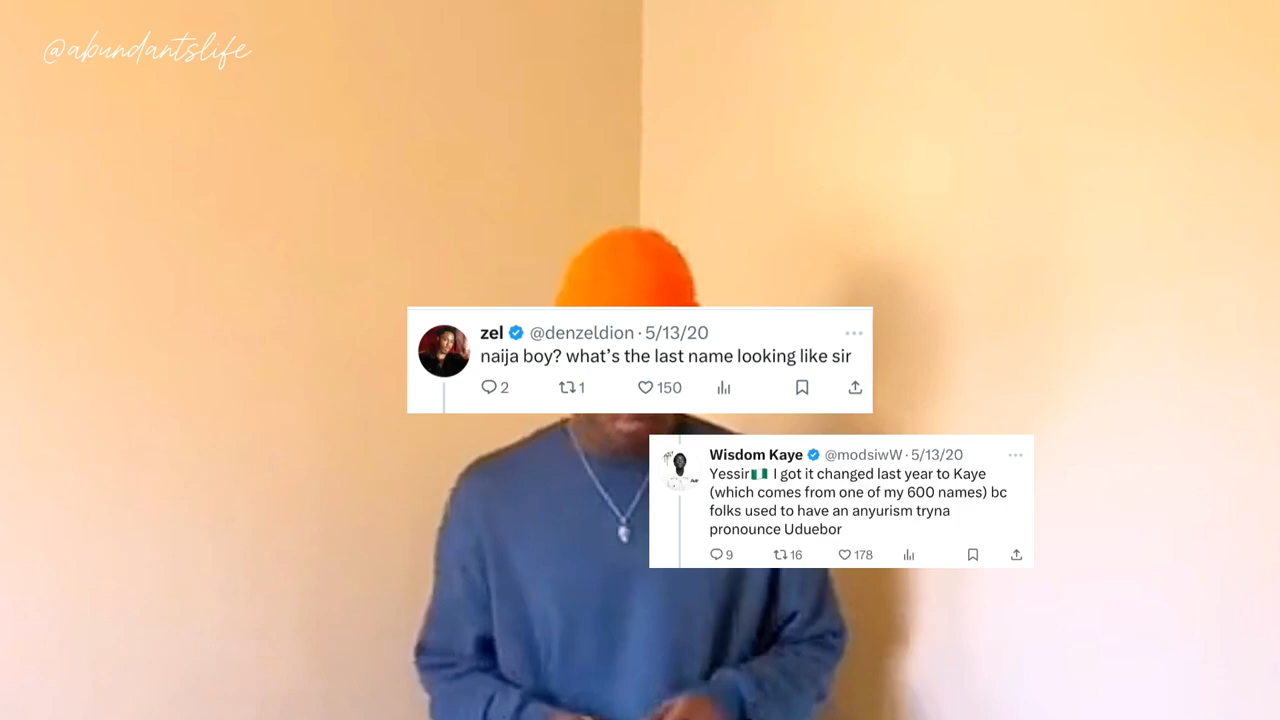 @abundantslife
zel @denzeldion · 5/13/20
naija boy? what's the last name looking like sir
2 1 150
Wisdom Kaye @modsiwW · 5/13/20
Yessir🇳🇬 I got it changed last year to Kaye
(which comes from one of my 600 names) bc
folks used to have an anyurism tryna
pronounce Uduebor
9 16 178